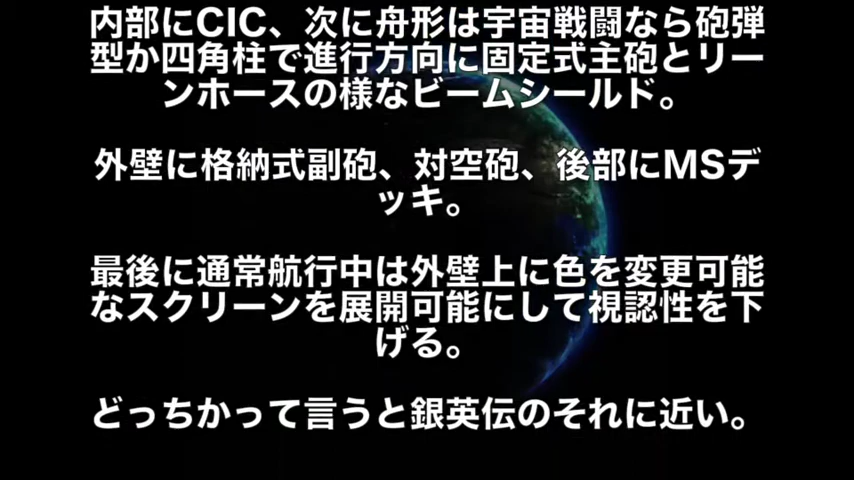 内部にCIC、次に舟形は宇宙戦闘なら砲弾
型か四角柱で進行方向に固定式主砲とリー
ンホースの様なビームシールド。
外壁に格納式副砲、対空砲、後部にMSデ
ッキ。
最後に通常航行中は外壁上に色を変更可能
なスクリーンを展開可能にして視認性を下
げる。
どっちかって言うと銀英伝のそれに近い。